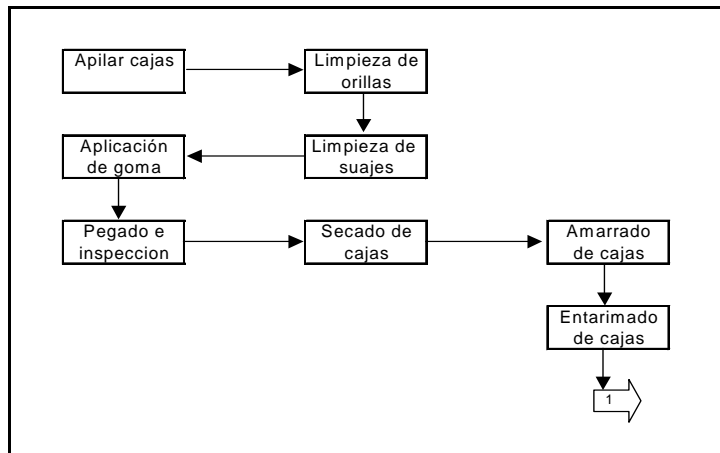 Apilar cajas
Limpieza de
orillas
Limpieza de
suajes
Aplicación
de goma
Pegado e
inspeccion
Secado de
cajas
Amarrado
de cajas
Entarimado
de cajas
1